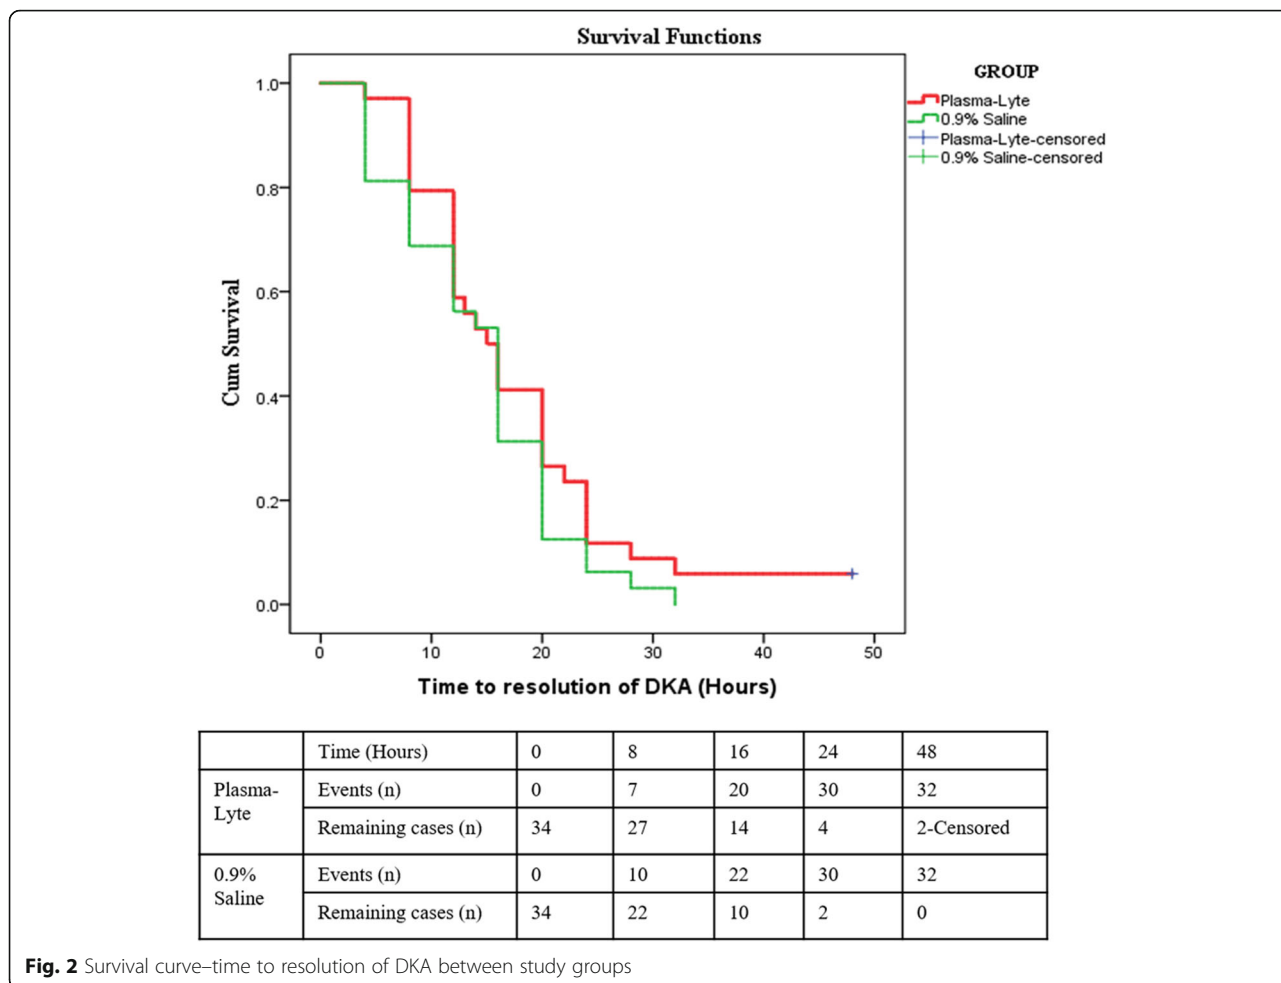 Survival Functions
GROUP
Plasma-Lyte
0.9% Saline
Plasma-Lyte-censored
0.9% Saline-censored
Cum Survival
1.0
0.8
0.6
0.4
0.2
0.0
0 10 20 30 40 50
Time to resolution of DKA (Hours)
Time (Hours) 0 8 16 24 48
Plasma-Lyte Events (n) 0 7 20 30 32
Remaining cases (n) 34 27 14 4 2-Censored
0.9% Saline Events (n) 0 10 22 30 32
Remaining cases (n) 34 22 10 2 0
Fig. 2 Survival curve–time to resolution of DKA between study groups